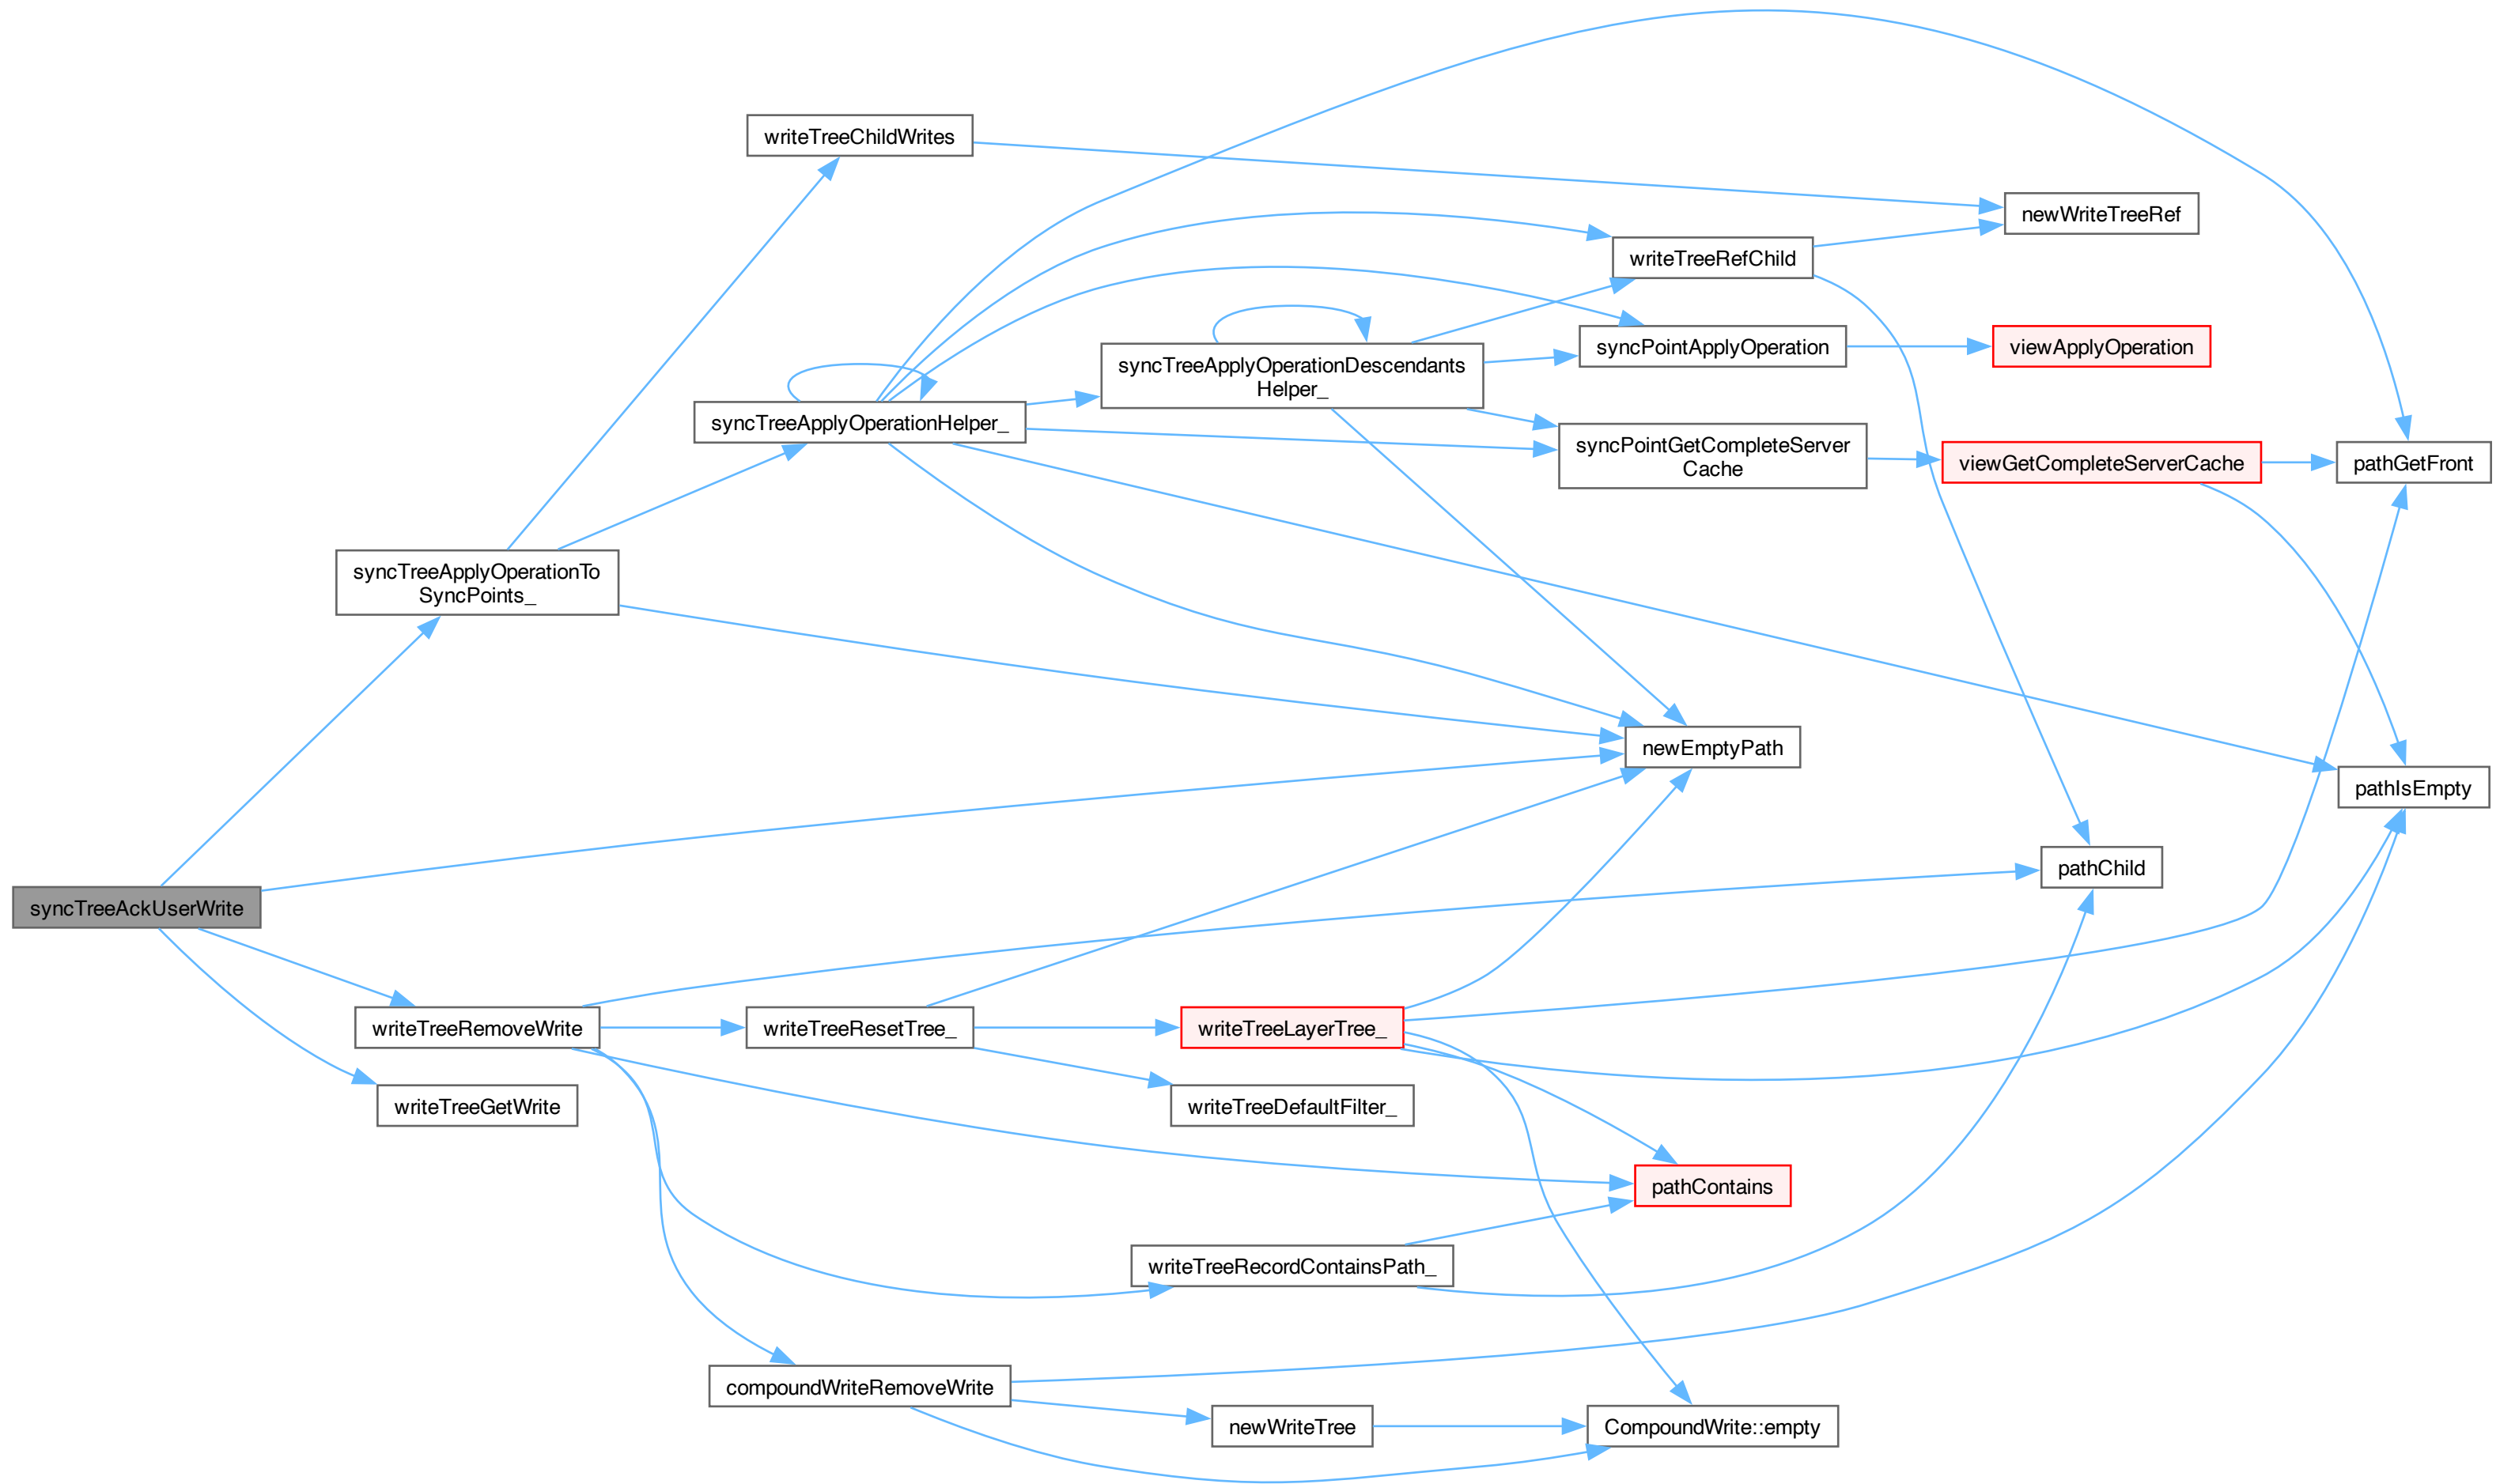 writeTreeChildWrites
newWriteTreeRef
writeTreeRefChild
syncTreeApplyOperationDescendants
Helper_
syncPointApplyOperation
viewApplyOperation
syncTreeApplyOperationHelper_
syncPointGetCompleteServer
Cache
viewGetCompleteServerCache
pathGetFront
syncTreeApplyOperationTo
SyncPoints_
newEmptyPath
pathIsEmpty
pathChild
syncTreeAckUserWrite
writeTreeRemoveWrite
writeTreeResetTree_
writeTreeLayerTree_
writeTreeGetWrite
writeTreeDefaultFilter_
pathContains
writeTreeRecordContainsPath_
compoundWriteRemoveWrite
newWriteTree
CompoundWrite::empty